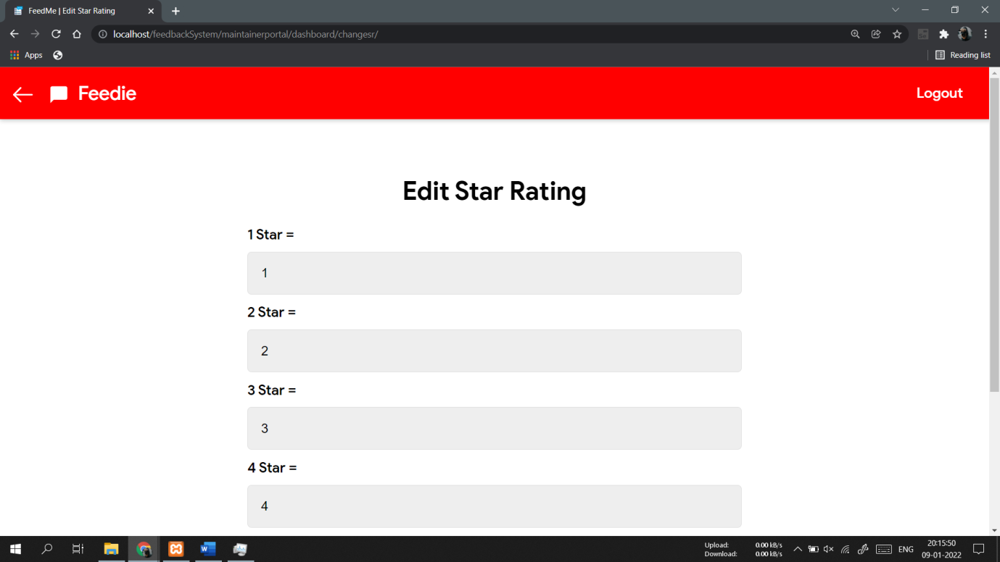 FeedMe | Edit Star Rating
localhost/feedbackSystem/maintainerportal/dashboard/changesr/
Apps
Reading list
Feedie
Logout
Edit Star Rating
1 Star =
1
2 Star =
2
3 Star =
3
4 Star =
4
Upload: 0.00 kB/s
Download: 0.00 kB/s
ENG
20:15:50
09-01-2022